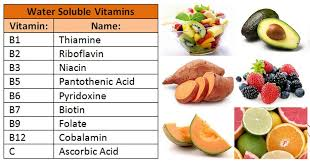 Water Soluble Vitamins
Vitamin: Name:
B1 Thiamine
B2 Riboflavin
B3 Niacin
B5 Pantothenic Acid
B6 Pyridoxine
B7 Biotin
B9 Folate
B12 Cobalamin
C Ascorbic Acid